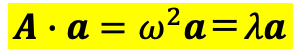 A · a = ω²a = λa